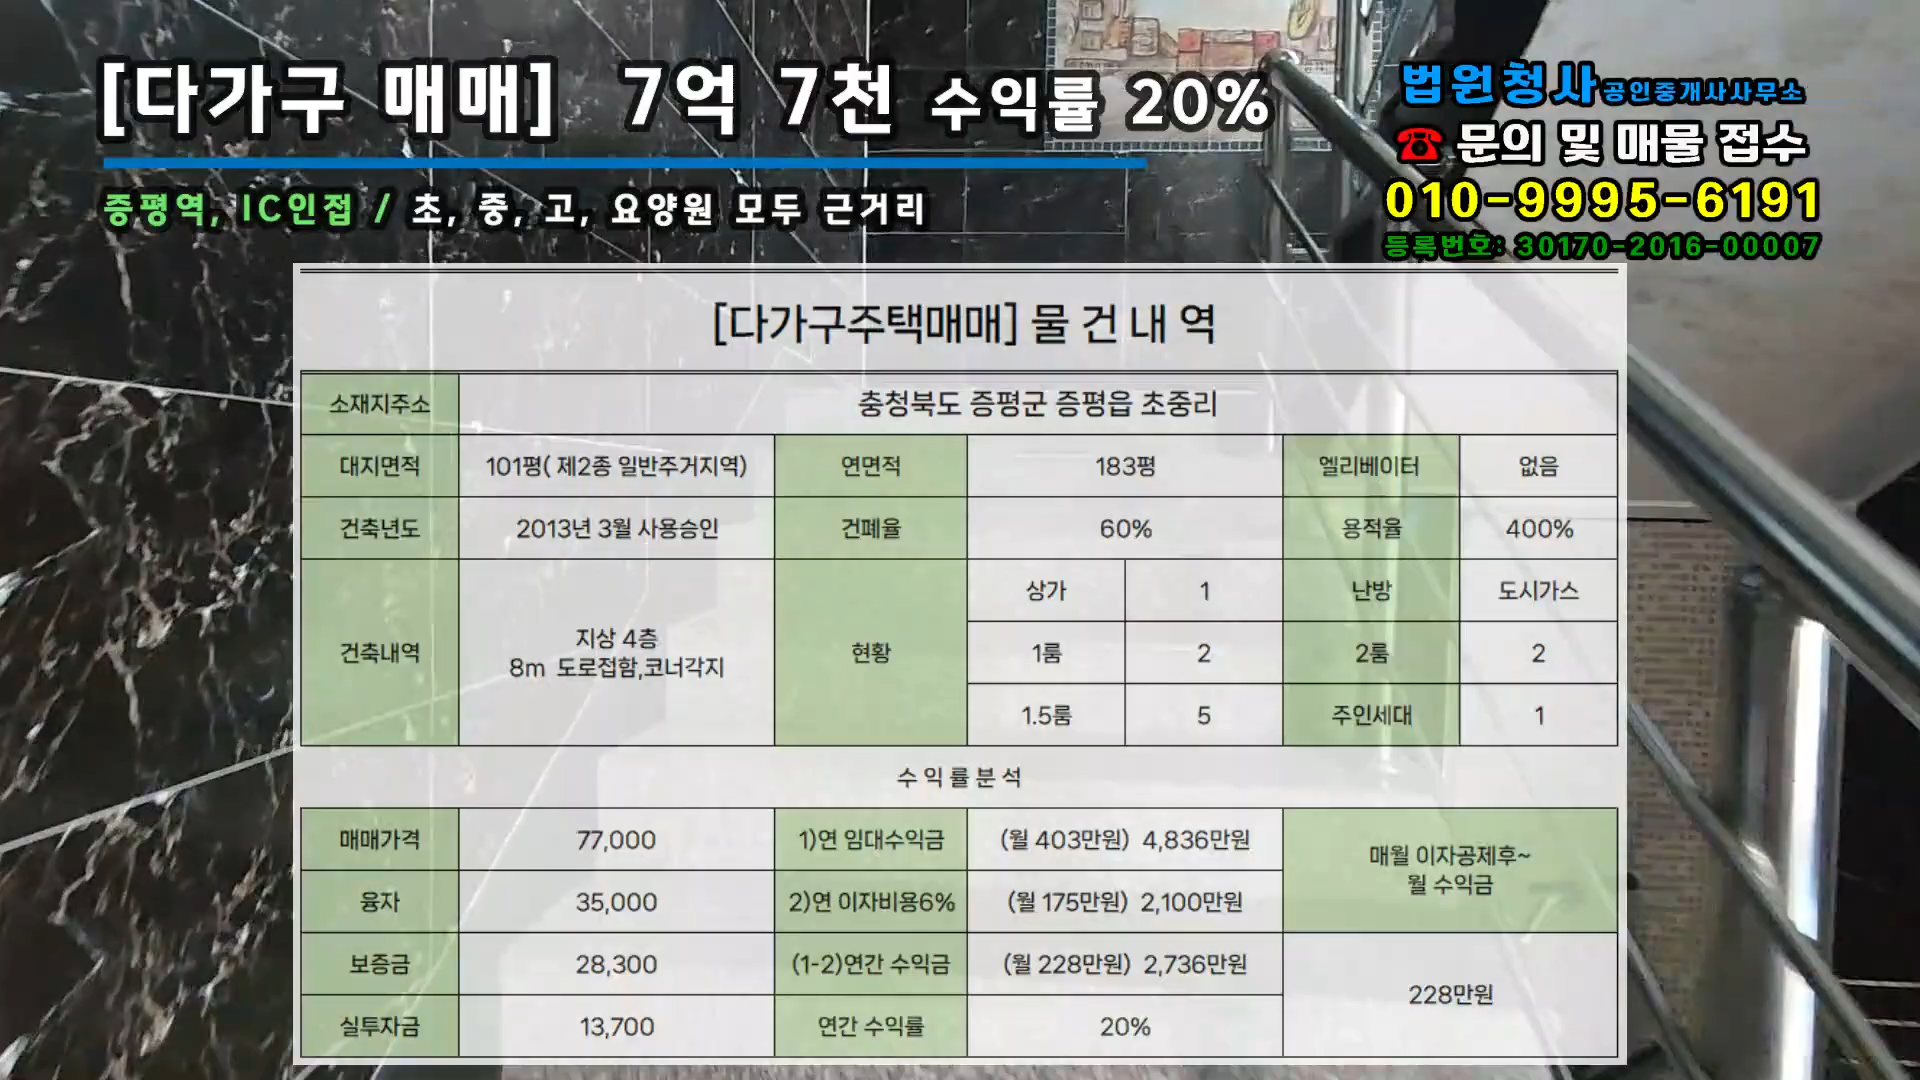 [다가구 매매] 7억 7천 수익률 20%
증평역, IC인접 / 초, 중, 고, 요양원 모두 근거리
법원청사 공인중개사사무소
☎ 문의 및 매물 접수
010-9995-6191
등록번호: 30170-2016-00007
[다가구주택매매] 물 건 내 역
소재지주소 충청북도 증평군 증평읍 초중리
대지면적 101평( 제2종 일반주거지역) 연면적 183평 엘리베이터 없음
건축년도 2013년 3월 사용승인 건폐율 60% 용적율 400%
건축내역 지상 4층
8m 도로접함,코너각지
현황
상가 1 난방 도시가스
1룸 2 2룸 2
1.5룸 5 주인세대 1
수 익 률 분 석
매매가격 77,000 1)연 임대수익금 (월 403만원) 4,836만원
매월 이자공제후~
월 수익금
융자 35,000 2)연 이자비용6% (월 175만원) 2,100만원
보증금 28,300 (1-2)연간 수익금 (월 228만원) 2,736만원
228만원
실투자금 13,700 연간 수익률 20%